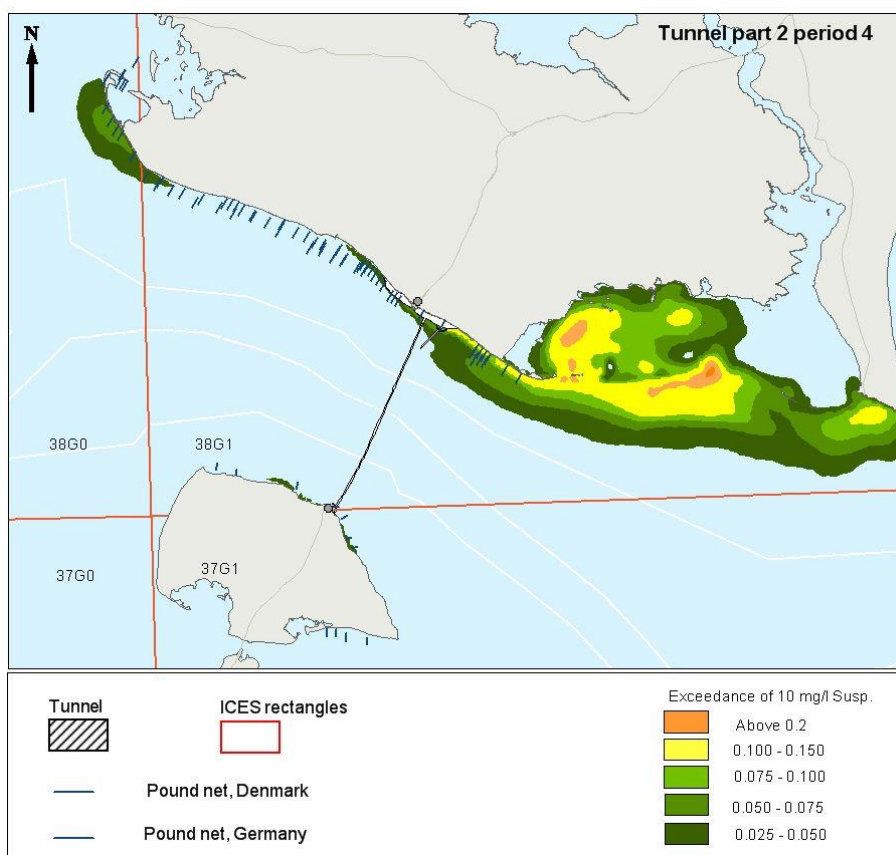 Tunnel part 2 period 4
N
38G0
38G1
37G0
37G1
Tunnel
ICES rectangles
Pound net, Denmark
Pound net, Germany
Exceedance of 10 mg/l Susp.
Above 0.2
0.100 - 0.150
0.075 - 0.100
0.050 - 0.075
0.025 - 0.050